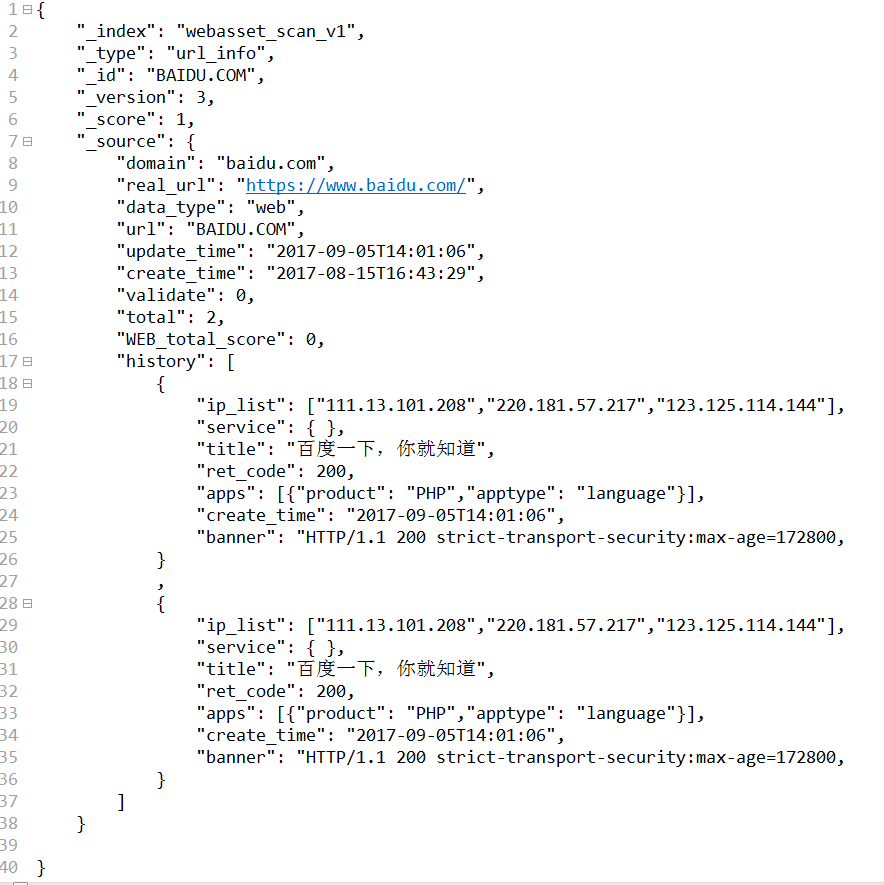 1 {
2 "_index": "webasset_scan_v1",
3 "_type": "url_info",
4 "_id": "BAIDU.COM",
5 "_version": 3,
6 "_score": 1,
7 "_source": {
8 "domain": "baidu.com",
9 "real_url": "https://www.baidu.com/",
10 "data_type": "web",
11 "url": "BAIDU.COM",
12 "update_time": "2017-09-05T14:01:06",
13 "create_time": "2017-08-15T16:43:29",
14 "validate": 0,
15 "total": 2,
16 "WEB_total_score": 0,
17 "history": [
18 {
19 "ip_list": ["111.13.101.208","220.181.57.217","123.125.114.144"],
20 "service": { },
21 "title": "百度一下，你就知道",
22 "ret_code": 200,
23 "apps": [{"product": "PHP","apptype": "language"}],
24 "create_time": "2017-09-05T14:01:06",
25 "banner": "HTTP/1.1 200 strict-transport-security:max-age=172800,
26 }
27 ,
28 {
29 "ip_list": ["111.13.101.208","220.181.57.217","123.125.114.144"],
30 "service": { },
31 "title": "百度一下，你就知道",
32 "ret_code": 200,
33 "apps": [{"product": "PHP","apptype": "language"}],
34 "create_time": "2017-09-05T14:01:06",
35 "banner": "HTTP/1.1 200 strict-transport-security:max-age=172800,
36 }
37 ]
38 }
39
40 }